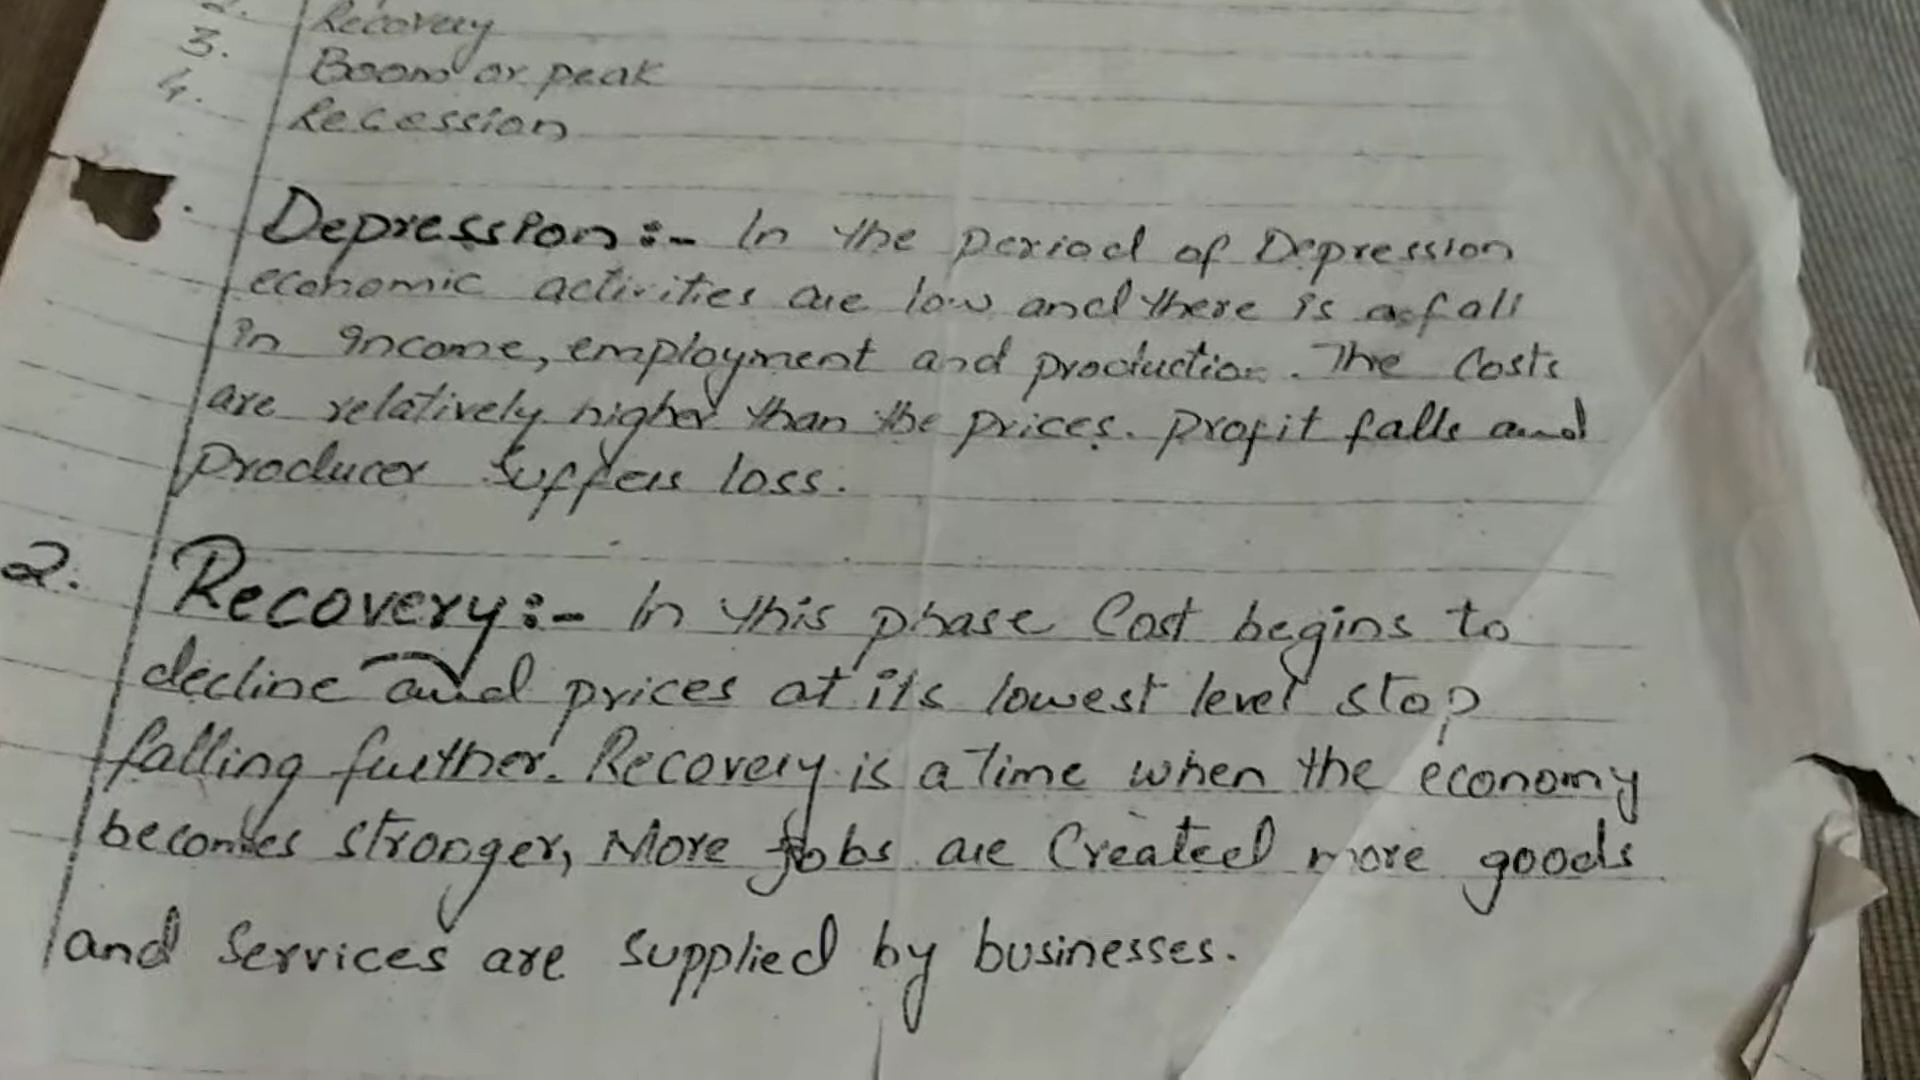 2. Recovery
3. Boom or peak
4. Recession
Depression:- In the period of Depression
economic activities are low and there is a fall
in income, employment and production. The Costs
are relatively higher than the prices. profit falls and
producer suffers loss.
2. Recovery:- In this phase Cost begins to
decline and prices at its lowest level stop
falling further. Recovery is a Time when the economy
becomes stronger, More jobs are Created more goods
and Services are supplied by businesses.